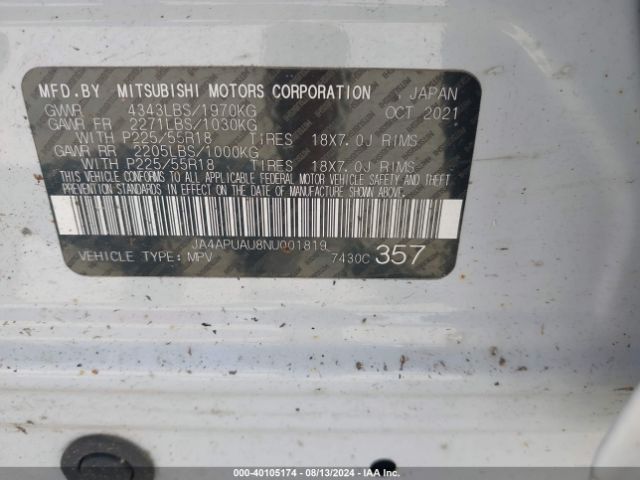 MFD.BY MITSUBISHI MOTORS CORPORATION / JAPAN
GVWR 4343LBS/1970KG OCT 2021
GAWR FR 2271LBS/1030KG
WITH P225/55R18 TIRES 18X7.0J RIMS
GAWR RR 2205LBS/1000KG
WITH P225/55R18 TIRES 18X7.0J RIMS
THIS VEHICLE CONFORMS TO ALL APPLICABLE FEDERAL MOTOR VEHICLE SAFETY AND THEFT
PREVENTION STANDARDS IN EFFECT ON THE DATE OF MANUFACTURE SHOWN ABOVE.
JA4APUAU8NU001819
VEHICLE TYPE: MPV 7430C 357
000-40105174 - 08/13/2024 - IAA Inc.